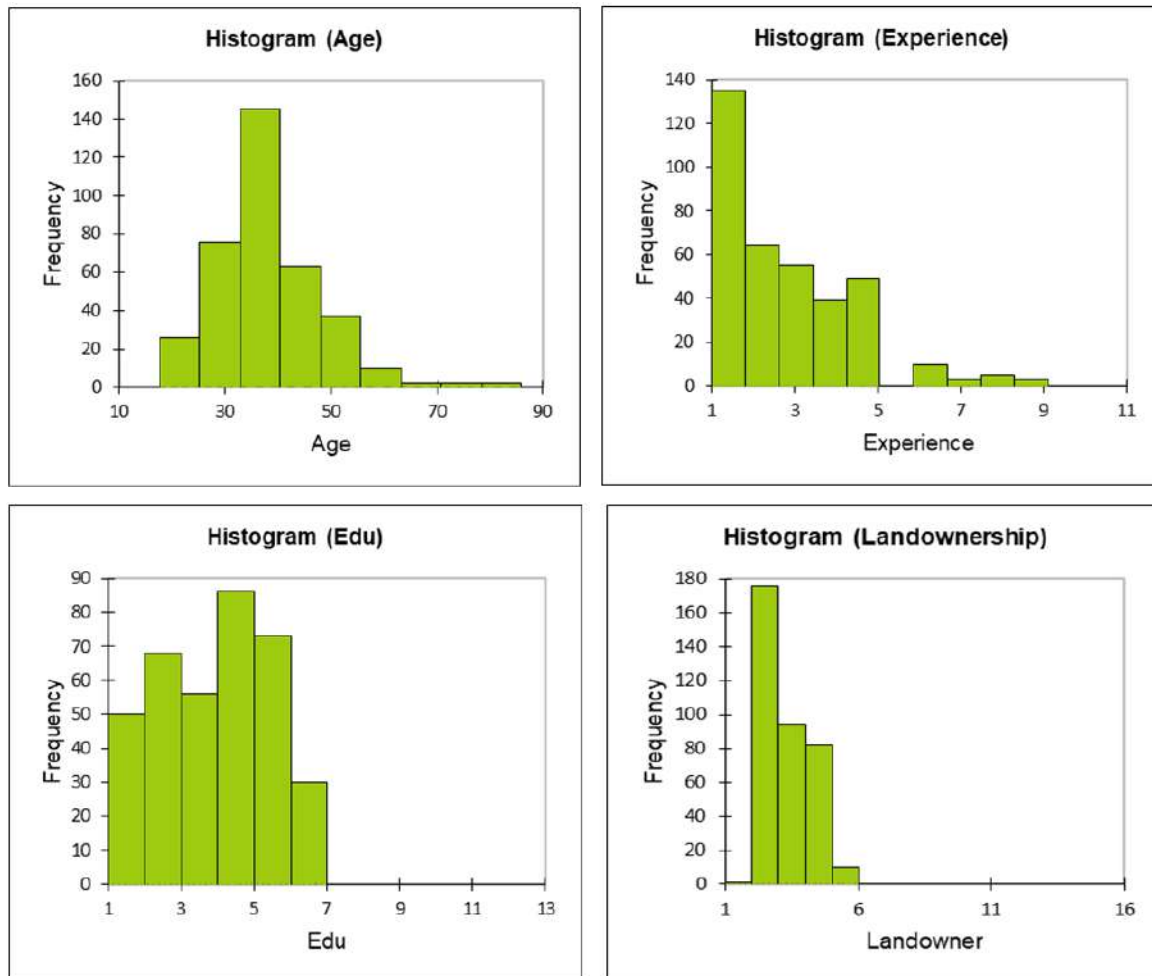 Histogram (Age)
160
140
120
100
80
60
40
20
0
Frequency
10 30 50 70 90
Age
Histogram (Experience)
140
120
100
80
60
40
20
0
Frequency
1 3 5 7 9 11
Experience
Histogram (Edu)
90
80
70
60
50
40
30
20
10
0
Frequency
1 3 5 7 9 11 13
Edu
Histogram (Landownership)
180
160
140
120
100
80
60
40
20
0
Frequency
1 6 11 16
Landowner